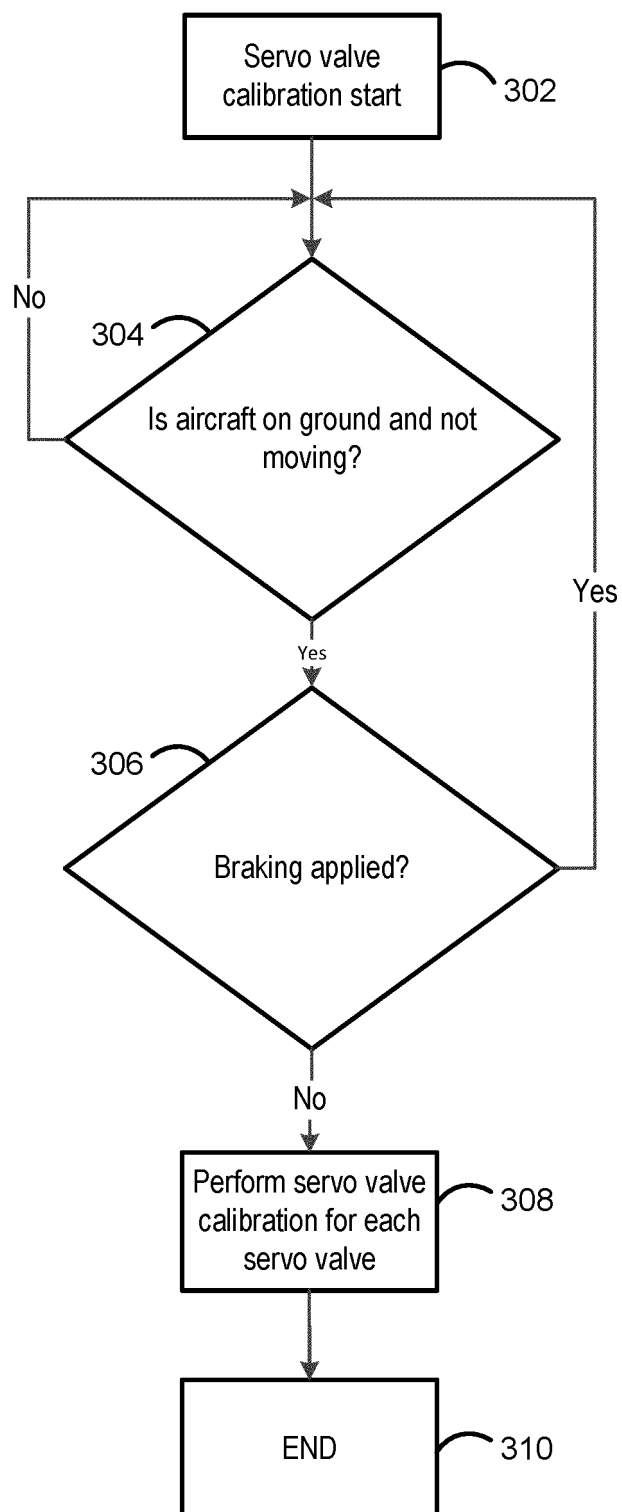 Servo valve
calibration start
302
No
304
Is aircraft on ground and not
moving?
Yes
Yes
306
Braking applied?
No
Perform servo valve
calibration for each
servo valve
308
END
310